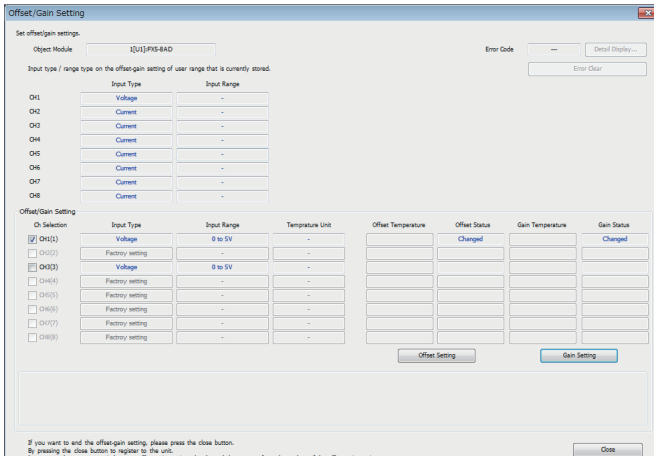 Offset/Gain Setting
Set offset/gain settings.
Object Module 1[U1]:FX5-8AD Error Code --- Detail Display...
Input type / range type on the offset-gain setting of user range that is currently stored. Error Clear
Input Type Input Range
CH1 Voltage -
CH2 Current -
CH3 Current -
CH4 Current -
CH5 Current -
CH6 Current -
CH7 Current -
CH8 Current -
Offset/Gain Setting
Ch Selection Input Type Input Range Temprature Unit Offset Temperature Offset Status Gain Temperature Gain Status
CH1(1) Voltage 0 to 5V - Changed Changed
CH2(2) Factroy setting - -
CH3(3) Voltage 0 to 5V -
CH4(4) Factroy setting - -
CH5(5) Factroy setting - -
CH6(6) Factroy setting - -
CH7(7) Factroy setting - -
CH8(8) Factroy setting - -
Offset Setting Gain Setting
If you want to end the offset-gain setting, please press the close button.
By pressing the close button to register to the unit.
Close